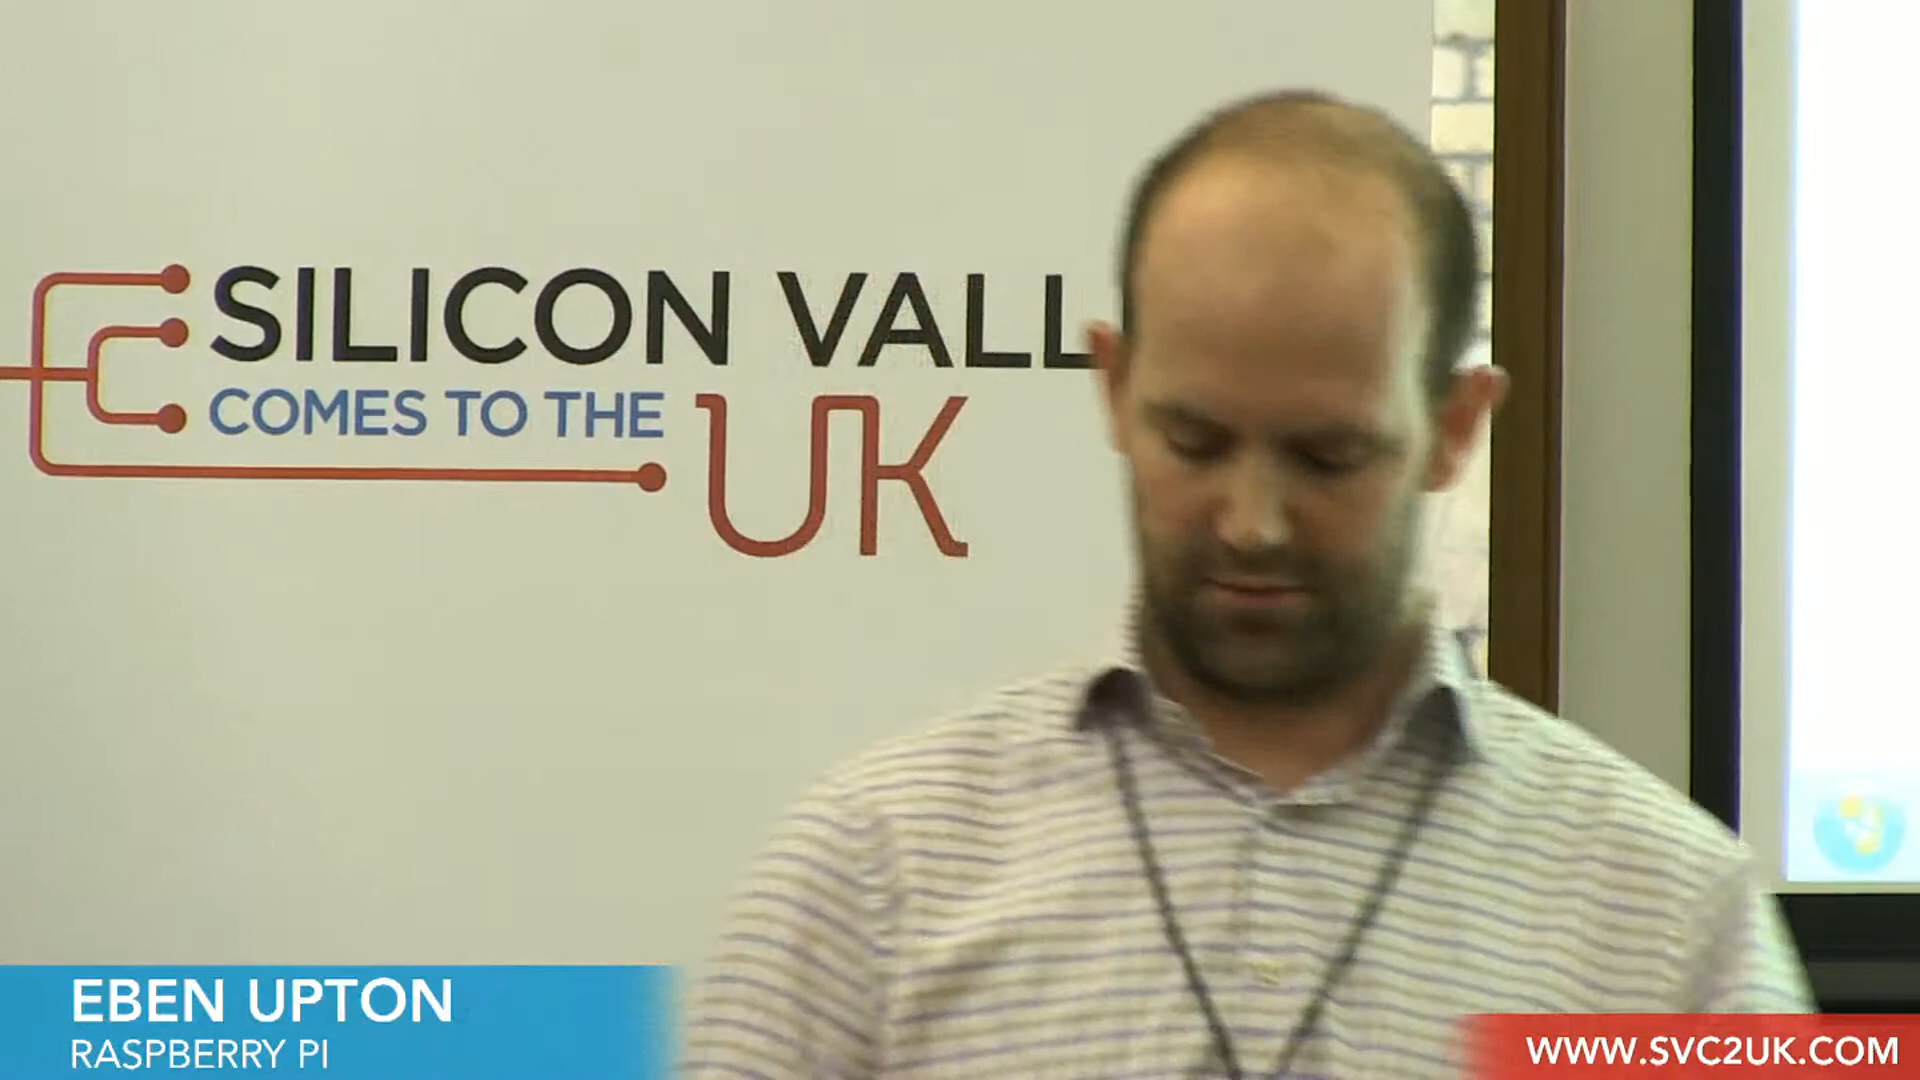 SILICON VALL
COMES TO THE UK
EBEN UPTON
RASPBERRY PI
WWW.SVC2UK.COM